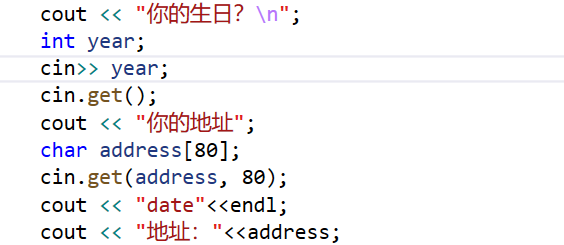 cout << "你的生日？\n";
int year;
cin>> year;
cin.get();
cout << "你的地址";
char address[80];
cin.get(address, 80);
cout << "date"<<endl;
cout << "地址："<<address;